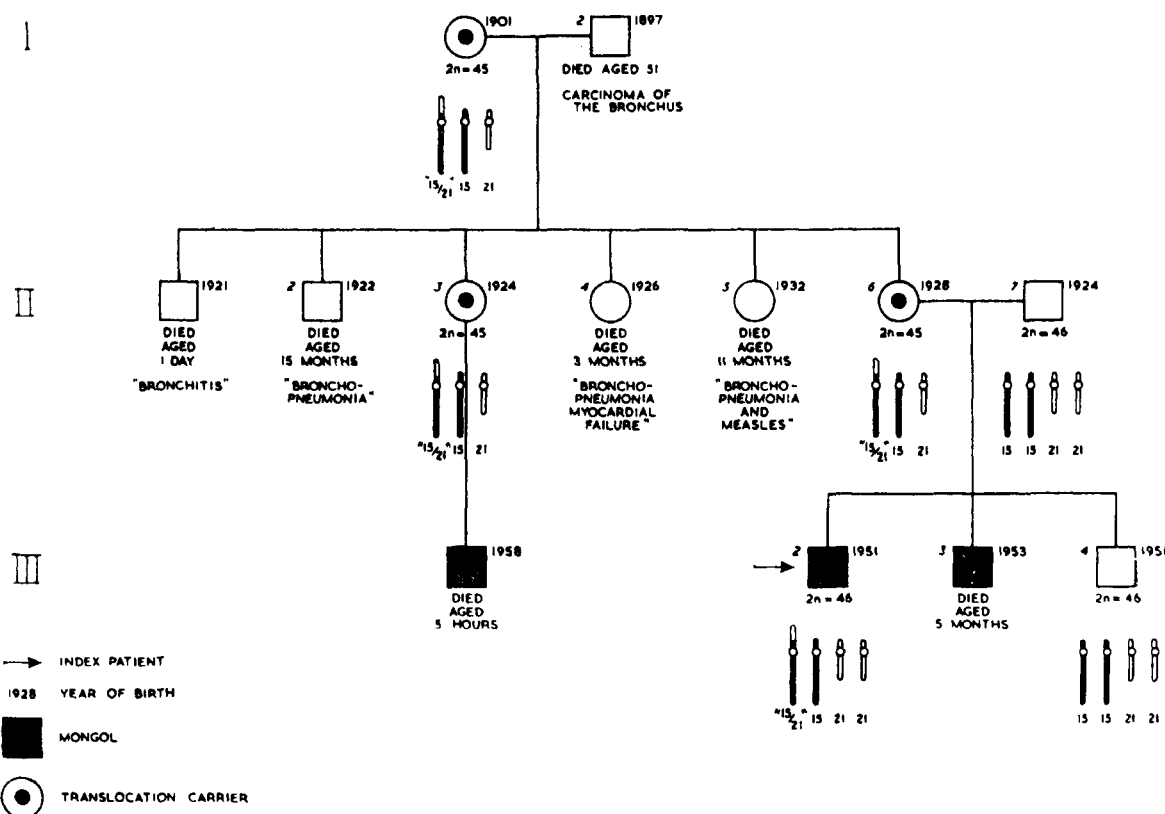 I
1901
2n=45
"15/21" 15 21
2 1897
DIED AGED 51
CARCINOMA OF
THE BRONCHUS
II
1921
DIED
AGED
1 DAY
"BRONCHITIS"
2 1922
DIED
AGED
15 MONTHS
"BRONCHO-
PNEUMONIA"
3 1924
2n=45
"15/21" 15 21
4 1926
DIED
AGED
3 MONTHS
"BRONCHO-
PNEUMONIA
MYOCARDIAL
FAILURE"
5 1932
DIED
AGED
11 MONTHS
"BRONCHO-
PNEUMONIA
AND
MEASLES"
6 1928
2n=45
"15/21" 15 21
7 1924
2n=46
15 15 21 21
III
1958
DIED
AGED
5 HOURS
2 1951
2n=46
"15/21" 15 21 21
3 1953
DIED
AGED
5 MONTHS
4
2n=46
15 15 21 21
INDEX PATIENT
1928 YEAR OF BIRTH
MONGOL
TRANSLOCATION CARRIER